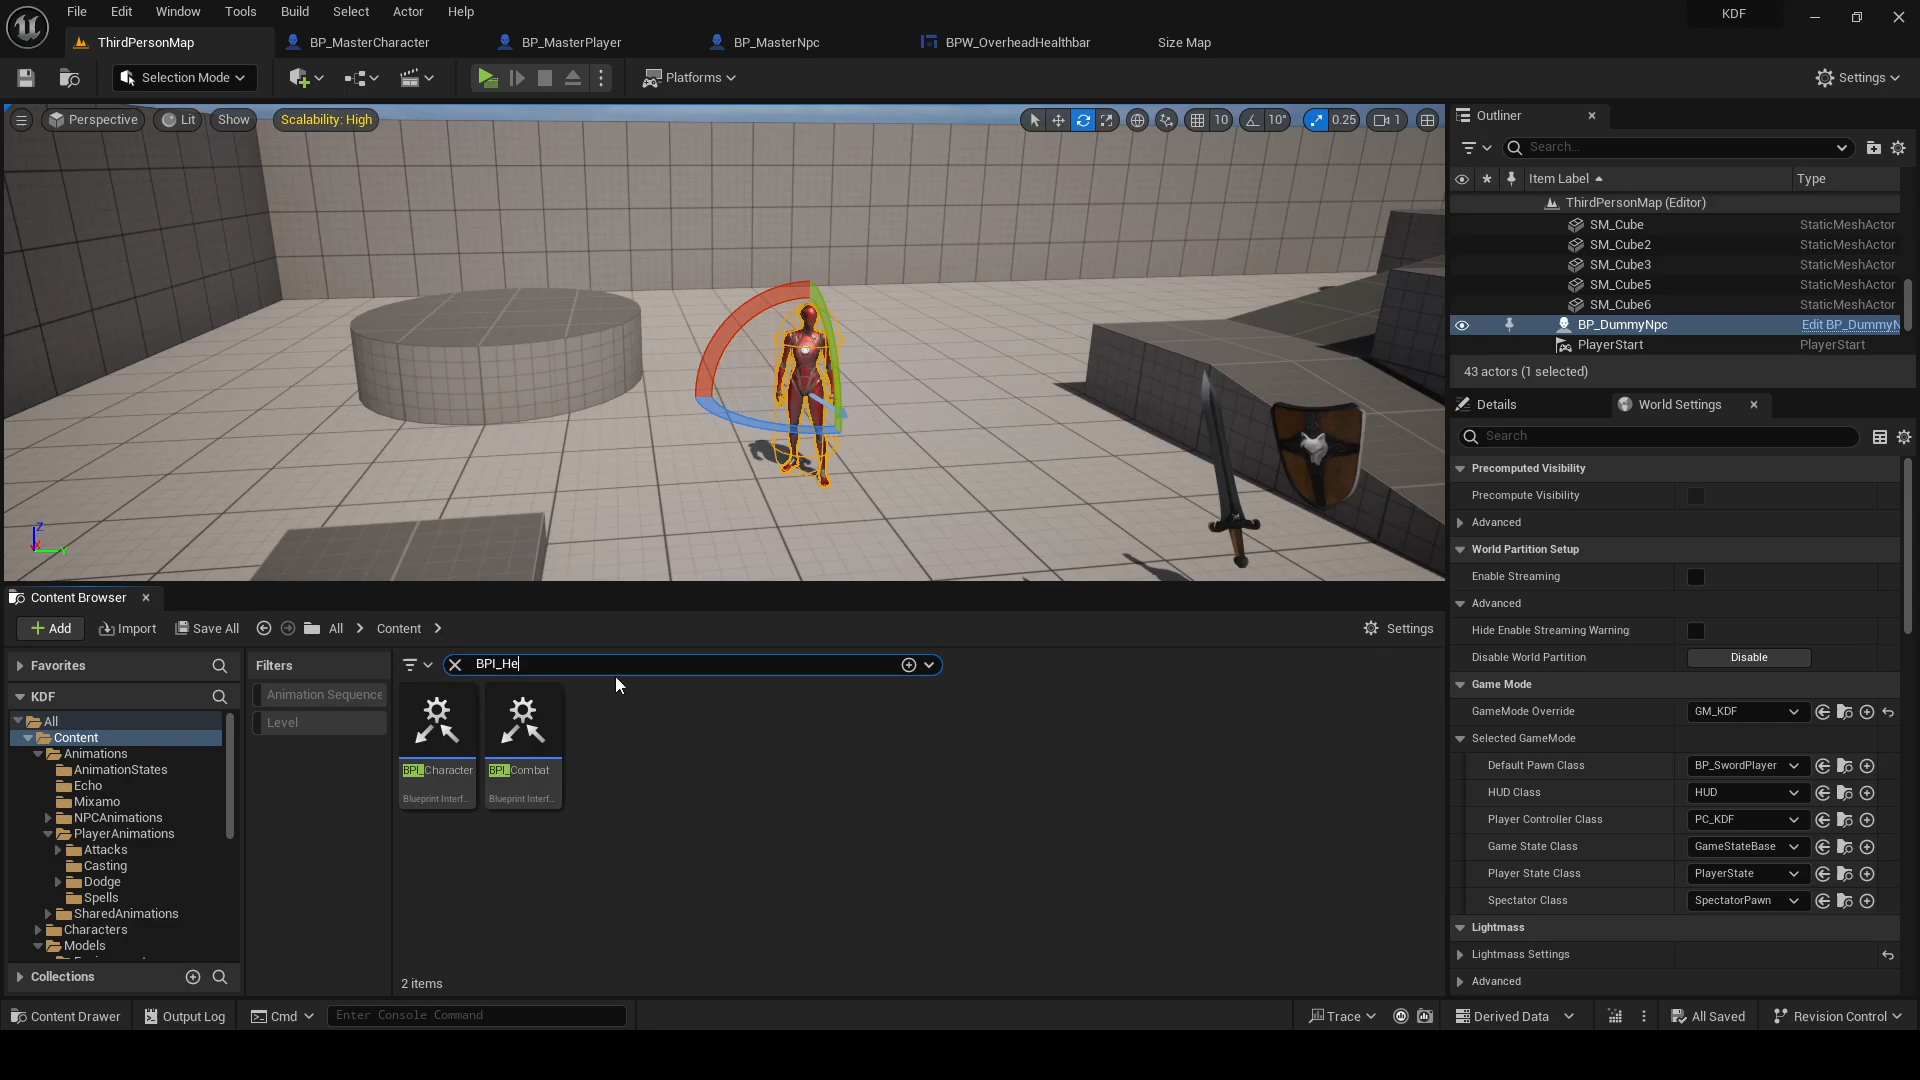 File Edit Window Tools Build Select Actor Help
KDF
ThirdPersonMap BP_MasterCharacter BP_MasterPlayer BP_MasterNpc BPW_OverheadHealthbar Size Map
Selection Mode Platforms Settings
Perspective Lit Show Scalability: High 10 10° 0.25 1
Outliner
Search...
Item Label Type
ThirdPersonMap (Editor)
SM_Cube StaticMeshActor
SM_Cube2 StaticMeshActor
SM_Cube3 StaticMeshActor
SM_Cube5 StaticMeshActor
SM_Cube6 StaticMeshActor
BP_DummyNpc Edit BP_DummyN
PlayerStart PlayerStart
43 actors (1 selected)
Details World Settings
Search
Precomputed Visibility
Precompute Visibility
Advanced
World Partition Setup
Enable Streaming
Advanced
Hide Enable Streaming Warning
Disable World Partition Disable
Game Mode
GameMode Override GM_KDF
Selected GameMode
Default Pawn Class BP_SwordPlayer
HUD Class HUD
Player Controller Class PC_KDF
Game State Class GameStateBase
Player State Class PlayerState
Spectator Class SpectatorPawn
Lightmass
Lightmass Settings
Advanced
Z
Y
Content Browser
Add Import Save All All Content Settings
Favorites
KDF
All
Content
Animations
AnimationStates
Echo
Mixamo
NPCAnimations
PlayerAnimations
Attacks
Casting
Dodge
Spells
SharedAnimations
Characters
Models
Collections
Filters
Animation Sequence
Level
BPI_He
BPI_Character BPI_Combat
Blueprint Interf... Blueprint Interf...
2 items
Content Drawer Output Log Cmd Enter Console Command Trace Derived Data All Saved Revision Control